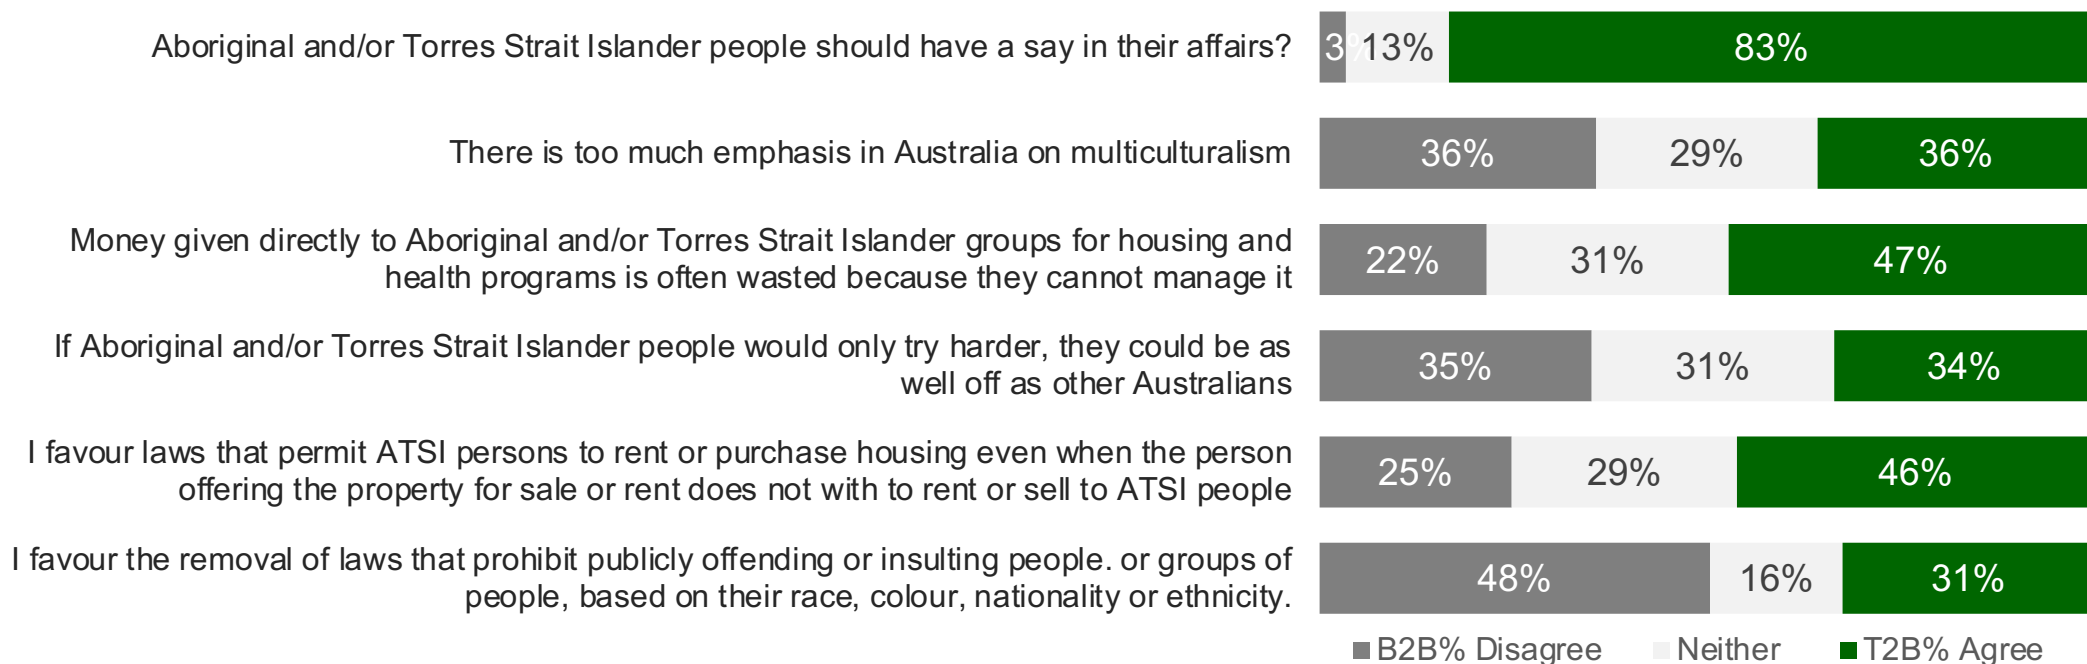 Aboriginal and/or Torres Strait Islander people should have a say in their affairs?
3% 13% 83%
There is too much emphasis in Australia on multiculturalism
36% 29% 36%
Money given directly to Aboriginal and/or Torres Strait Islander groups for housing and
health programs is often wasted because they cannot manage it
22% 31% 47%
If Aboriginal and/or Torres Strait Islander people would only try harder, they could be as
well off as other Australians
35% 31% 34%
I favour laws that permit ATSI persons to rent or purchase housing even when the person
offering the property for sale or rent does not with to rent or sell to ATSI people
25% 29% 46%
I favour the removal of laws that prohibit publicly offending or insulting people. or groups of
people, based on their race, colour, nationality or ethnicity.
48% 16% 31%
B2B% Disagree Neither T2B% Agree